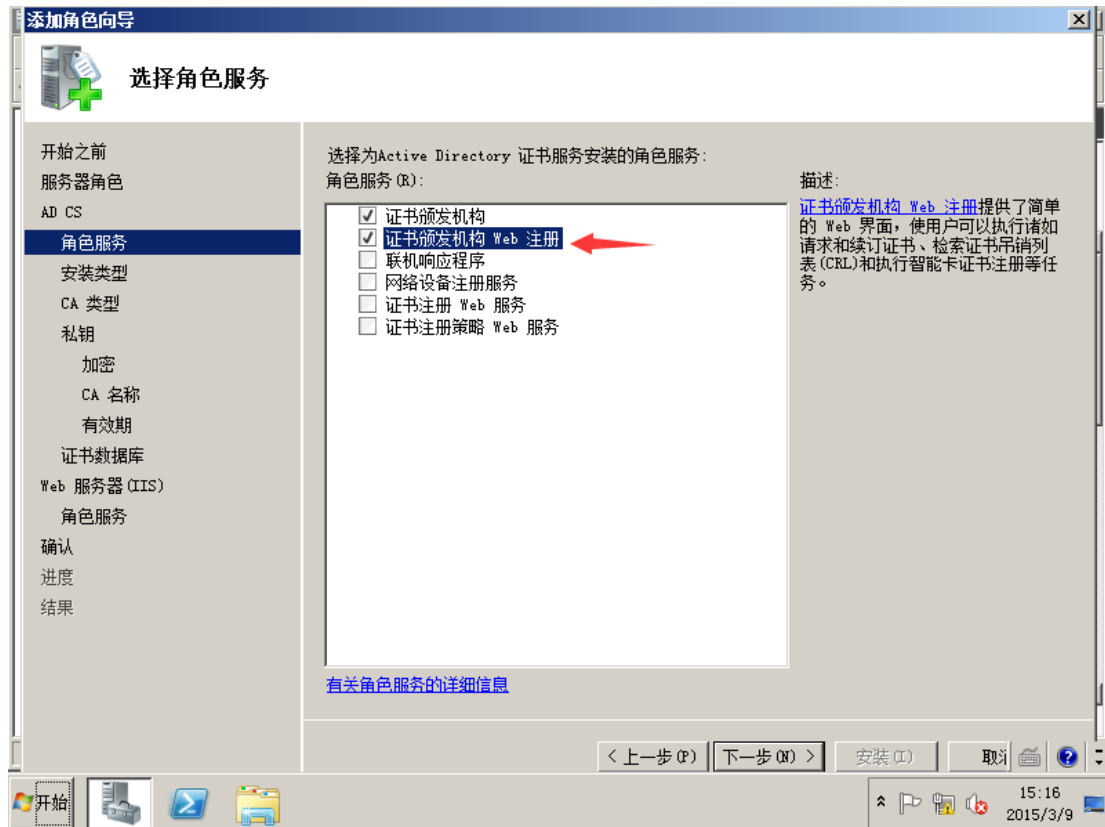 添加角色向导
选择角色服务
开始之前
服务器角色
AD CS
角色服务
安装类型
CA 类型
私钥
加密
CA 名称
有效期
证书数据库
Web 服务器(IIS)
角色服务
确认
进度
结果
选择为Active Directory 证书服务安装的角色服务:
角色服务(R):
证书颁发机构
证书颁发机构 Web 注册
联机响应程序
网络设备注册服务
证书注册 Web 服务
证书注册策略 Web 服务
有关角色服务的详细信息
描述:
证书颁发机构 Web 注册提供了简单
的 Web 界面，使用户可以执行诸如
请求和续订证书、检索证书吊销列
表(CRL)和执行智能卡证书注册等任
务。
< 上一步(P)
下一步(N) >
安装(I)
取
开始
15:16
2015/3/9